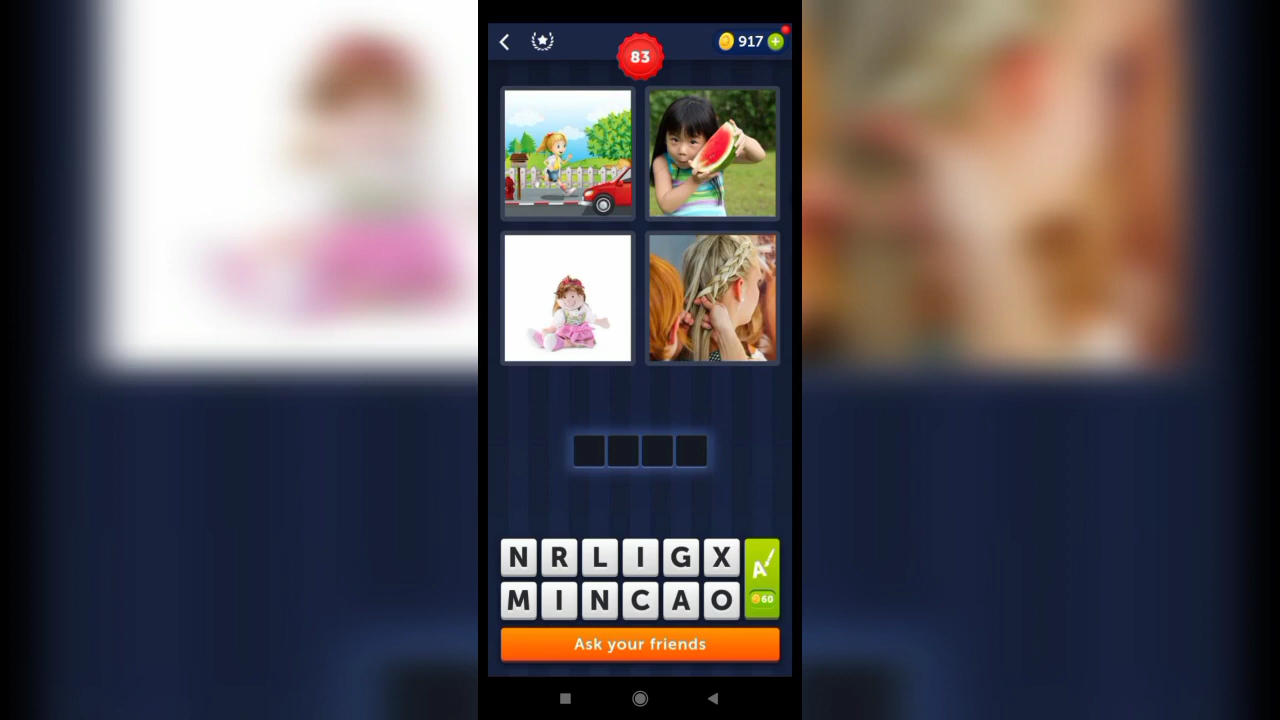 83
917
N R L I G X
M I N C A O
A
60
Ask your friends